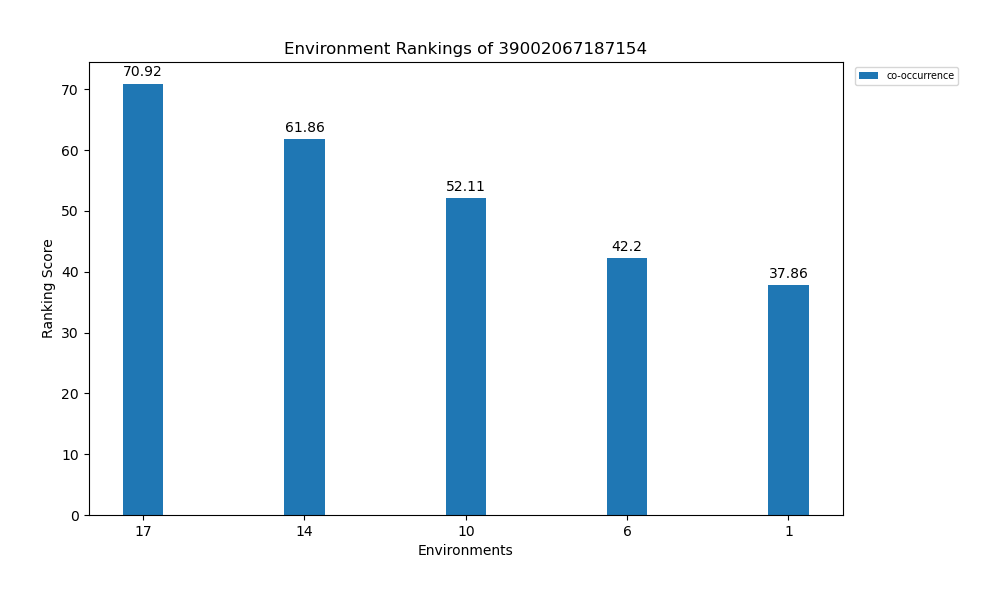 Environment Rankings of 39002067187154
co-occurrence
70.92
61.86
52.11
42.2
37.86
Ranking Score
70
60
50
40
30
20
10
0
17 14 10 6 1
Environments